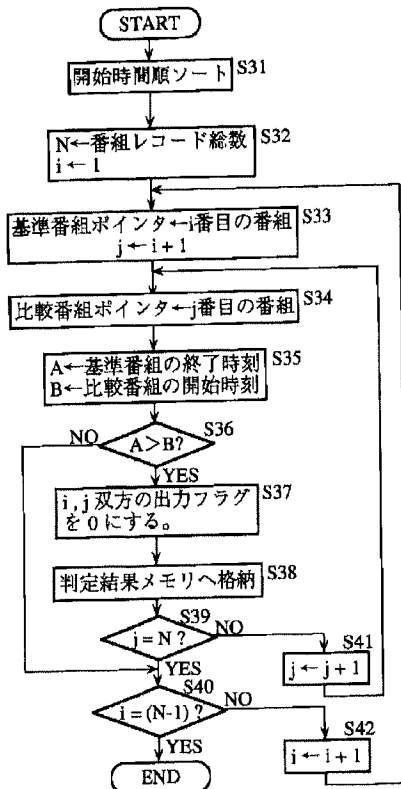 START
開始時間順ソート
S31
N←番組レコード総数
i←1
S32
基準番組ポインタ←i番目の番組
j←i+1
S33
比較番組ポインタ←j番目の番組
S34
A←基準番組の終了時刻
B←比較番組の開始時刻
S35
S36
A>B?
NO
YES
i,j双方の出力フラグ
を0にする。
S37
判定結果メモリへ格納
S38
S39
j=N?
NO
YES
S41
j←j+1
S40
i=(N-1)?
NO
YES
S42
i←i+1
END